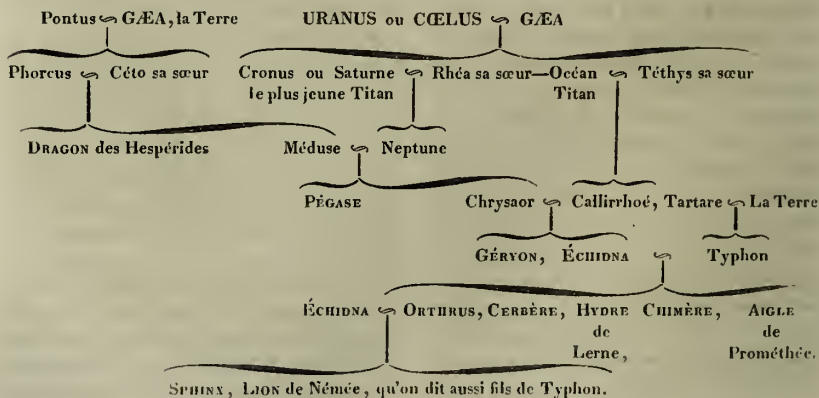 Pontus ∾ GÆA, la Terre URANUS ou CŒLUS ∾ GÆA
Phorcus ∾ Céto sa sœur Cronus ou Saturne ∾ Rhéa sa sœur—Océan ∾ Téthys sa sœur
le plus jeune Titan Titan
DRAGON des Hespérides Méduse ∾ Neptune
PÉGASE Chrysaor ∾ Callirrhoé, Tartare ∾ La Terre
GÉRYON, ÉCHIDNA ∾ Typhon
ÉCHIDNA ∾ ORTHRUS, CERBÈRE, HYDRE CHIMÈRE, AIGLE
de de
Lerne, Prométhée.
SPHINX, LION de Némée, qu'on dit aussi fils de Typhon.